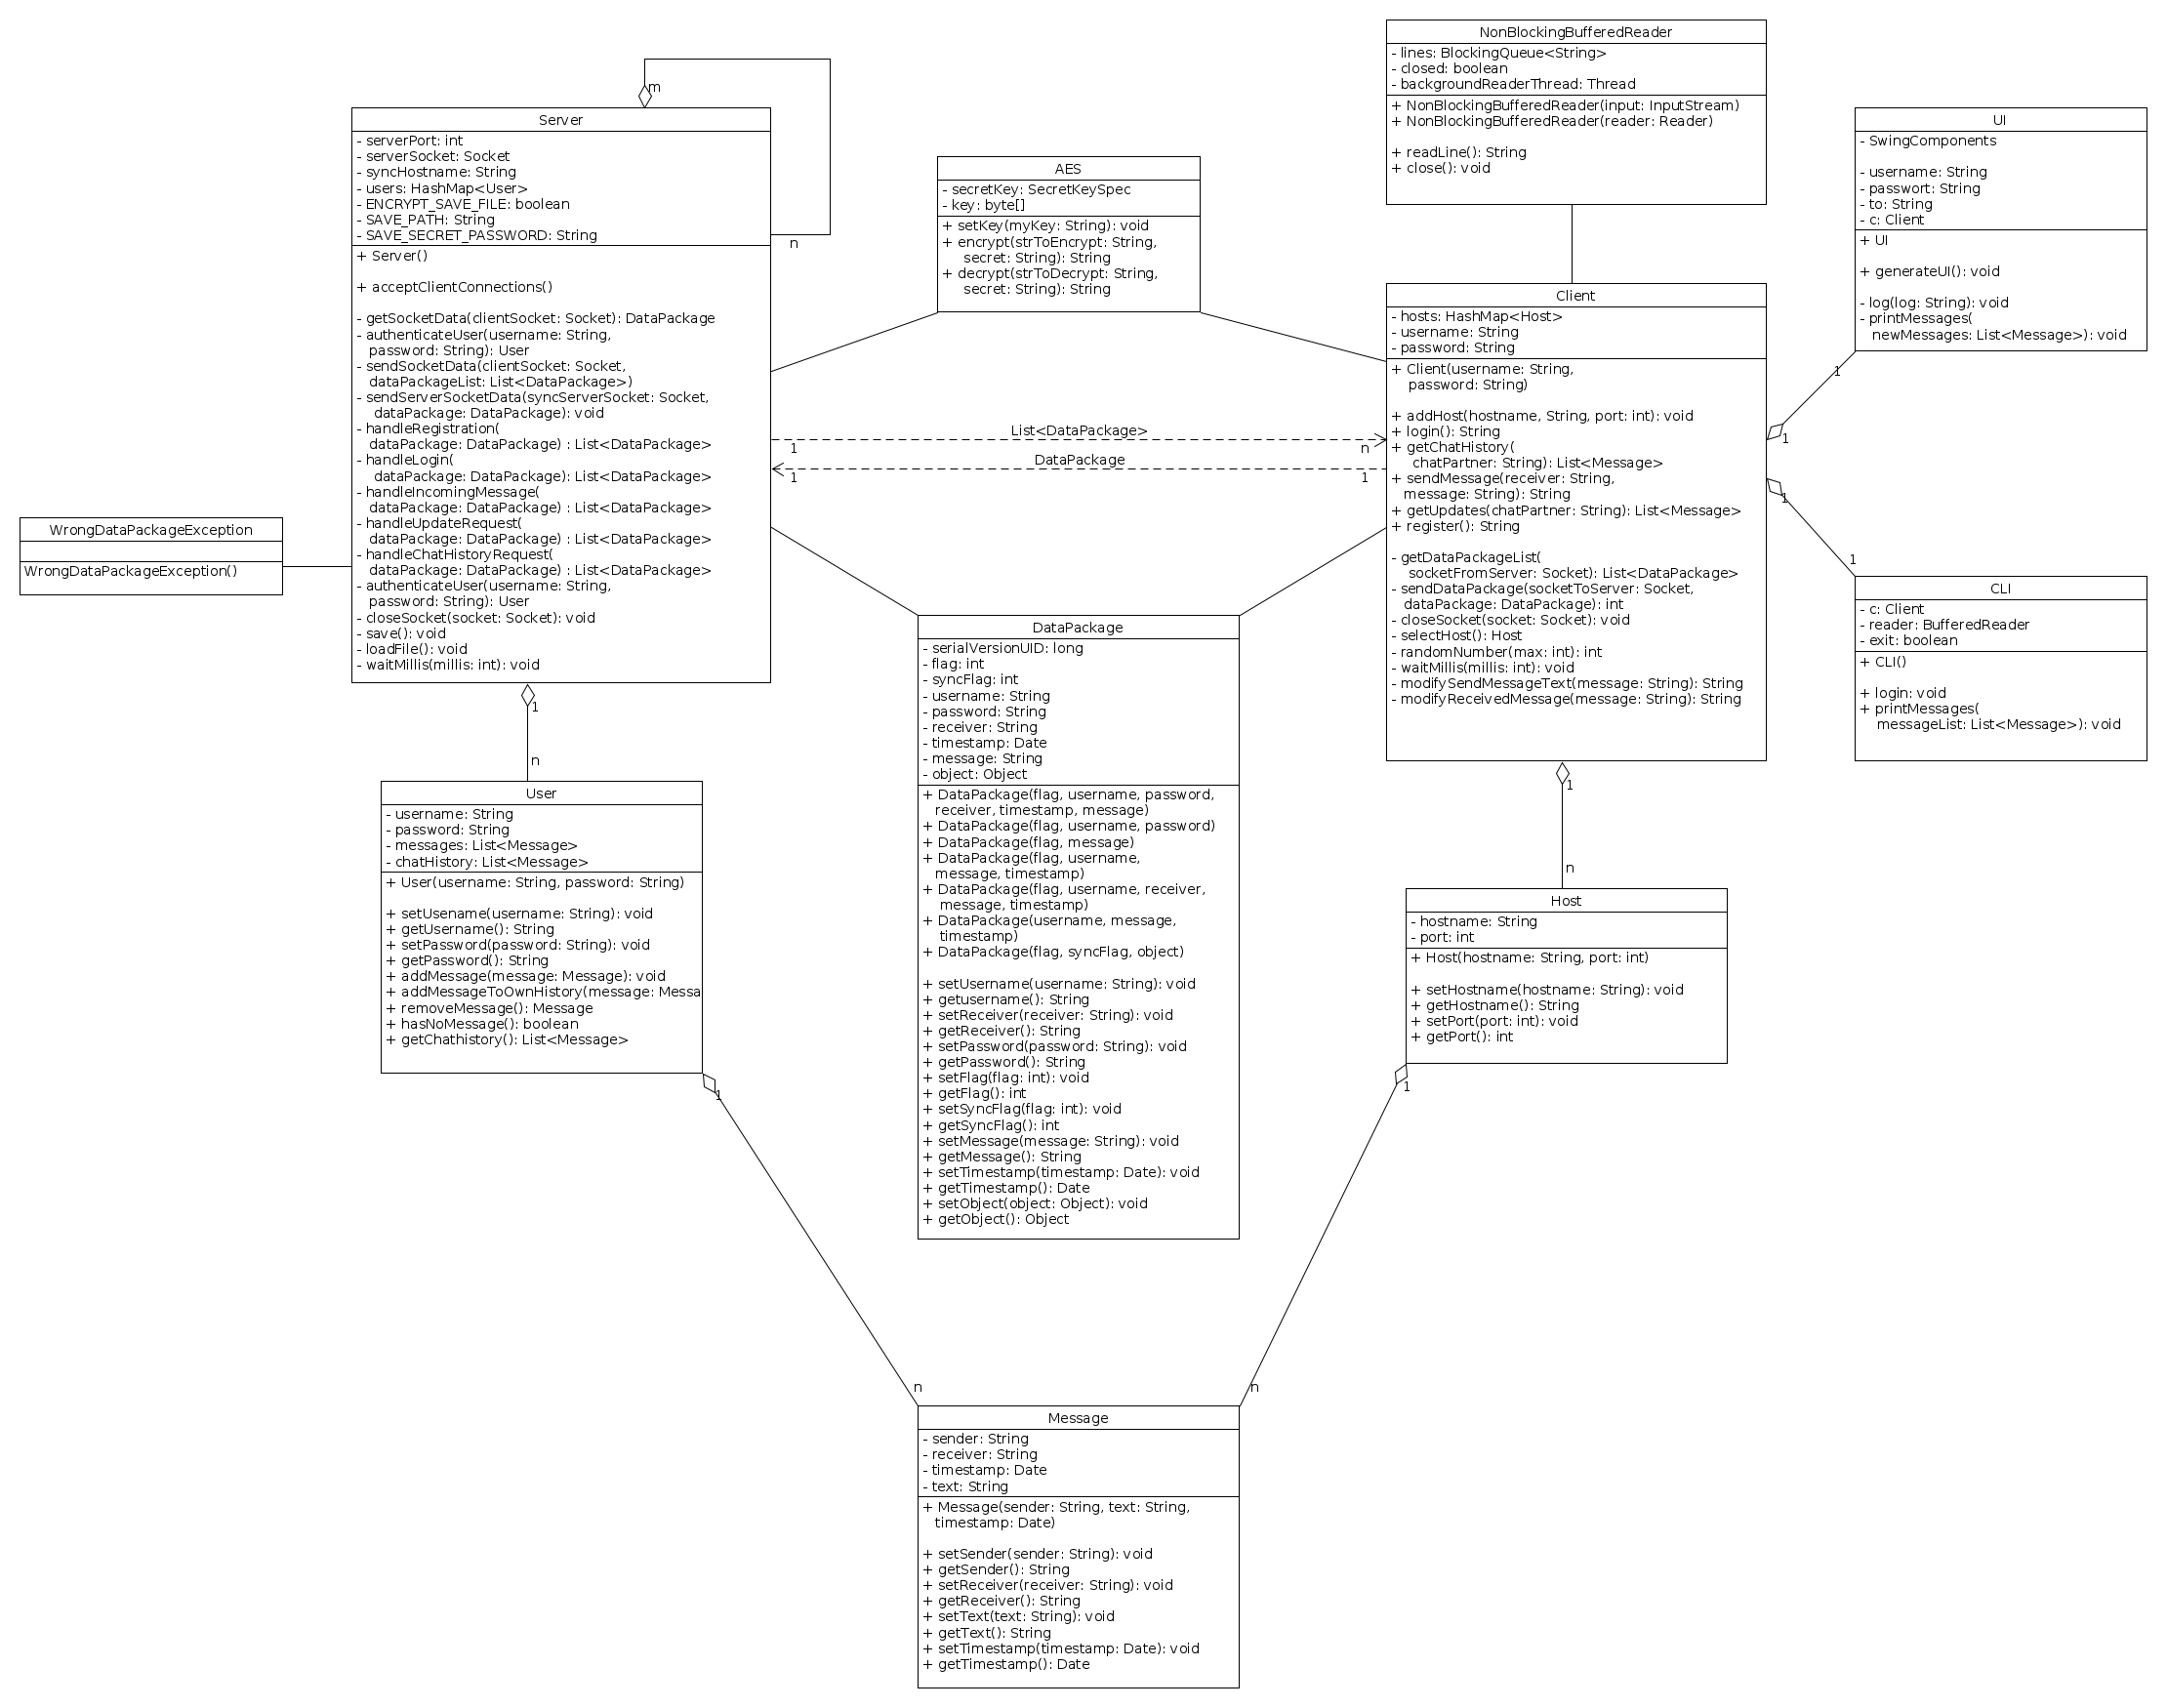 NonBlockingBufferedReader
- lines: BlockingQueue<String>
- closed: boolean
- backgroundReaderThread: Thread
+ NonBlockingBufferedReader(input: InputStream)
+ NonBlockingBufferedReader(reader: Reader)
+ readLine(): String
+ close(): void
m
n
Server
- serverPort: int
- serverSocket: Socket
- syncHostname: String
- users: HashMap<User>
- ENCRYPT_SAVE_FILE: boolean
- SAVE_PATH: String
- SAVE_SECRET_PASSWORD: String
+ Server()
+ acceptClientConnections()
- getSocketData(clientSocket: Socket): DataPackage
- authenticateUser(username: String,
password: String): User
- sendSocketData(clientSocket: Socket,
dataPackageList: List<DataPackage>)
- sendServerSocketData(syncServerSocket: Socket,
dataPackage: DataPackage): void
- handleRegistration(
dataPackage: DataPackage) : List<DataPackage>
- handleLogin(
dataPackage: DataPackage): List<DataPackage>
- handleIncomingMessage(
dataPackage: DataPackage) : List<DataPackage>
- handleUpdateRequest(
dataPackage: DataPackage) : List<DataPackage>
- handleChatHistoryRequest(
dataPackage: DataPackage) : List<DataPackage>
- authenticateUser(username: String,
password: String): User
- closeSocket(socket: Socket): void
- save(): void
- loadFile(): void
- waitMillis(millis: int): void
AES
- secretKey: SecretKeySpec
- key: byte[]
+ setKey(myKey: String): void
+ encrypt(strToEncrypt: String,
secret: String): String
+ decrypt(strToDecrypt: String,
secret: String): String
UI
- SwingComponents
- username: String
- passwort: String
- to: String
- c: Client
+ UI
+ generateUI(): void
- log(log: String): void
- printMessages(
newMessages: List<Message>): void
Client
- hosts: HashMap<Host>
- username: String
- password: String
+ Client(username: String,
password: String)
+ addHost(hostname, String, port: int): void
+ login(): String
+ getChatHistory(
chatPartner: String): List<Message>
+ sendMessage(receiver: String,
message: String): String
+ getUpdates(chatPartner: String): List<Message>
+ register(): String
- getDataPackageList(
socketFromServer: Socket): List<DataPackage>
- sendDataPackage(socketToServer: Socket,
dataPackage: DataPackage): int
- closeSocket(socket: Socket): void
- selectHost(): Host
- randomNumber(max: int): int
- waitMillis(millis: int): void
- modifySendMessageText(message: String): String
- modifyReceivedMessage(message: String): String
List<DataPackage>
1
n
DataPackage
1
1
1
1
1
1
WrongDataPackageException
WrongDataPackageException()
CLI
- c: Client
- reader: BufferedReader
- exit: boolean
+ CLI()
+ login: void
+ printMessages(
messageList: List<Message>): void
DataPackage
- serialVersionUID: long
- flag: int
- syncFlag: int
- username: String
- password: String
- receiver: String
- timestamp: Date
- message: String
- object: Object
+ DataPackage(flag, username, password,
receiver, timestamp, message)
+ DataPackage(flag, username, password)
+ DataPackage(flag, message)
+ DataPackage(flag, username,
message, timestamp)
+ DataPackage(flag, username, receiver,
message, timestamp)
+ DataPackage(username, message,
timestamp)
+ DataPackage(flag, syncFlag, object)
+ setUsername(username: String): void
+ getusername(): String
+ setReceiver(receiver: String): void
+ getReceiver(): String
+ setPassword(password: String): void
+ getPassword(): String
+ setFlag(flag: int): void
+ getFlag(): int
+ setSyncFlag(flag: int): void
+ getSyncFlag(): int
+ setMessage(message: String): void
+ getMessage(): String
+ setTimestamp(timestamp: Date): void
+ getTimestamp(): Date
+ setObject(object: Object): void
+ getObject(): Object
1
n
User
- username: String
- password: String
- messages: List<Message>
- chatHistory: List<Message>
+ User(username: String, password: String)
+ setUsename(username: String): void
+ getUsername(): String
+ setPassword(password: String): void
+ getPassword(): String
+ addMessage(message: Message): void
+ addMessageToOwnHistory(message: Messa
+ removeMessage(): Message
+ hasNoMessage(): boolean
+ getChathistory(): List<Message>
1
n
Host
- hostname: String
- port: int
+ Host(hostname: String, port: int)
+ setHostname(hostname: String): void
+ getHostname(): String
+ setPort(port: int): void
+ getPort(): int
1
1
n
n
Message
- sender: String
- receiver: String
- timestamp: Date
- text: String
+ Message(sender: String, text: String,
timestamp: Date)
+ setSender(sender: String): void
+ getSender(): String
+ setReceiver(receiver: String): void
+ getReceiver(): String
+ setText(text: String): void
+ getText(): String
+ setTimestamp(timestamp: Date): void
+ getTimestamp(): Date